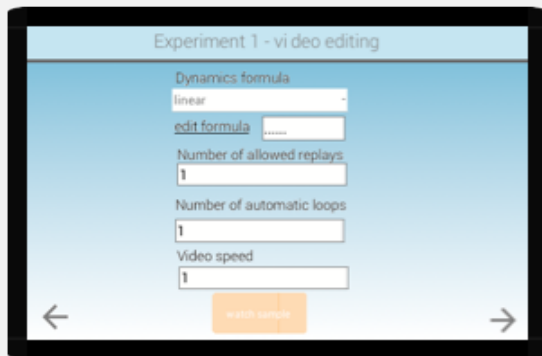 Experiment 1 - vi deo editing
Dynamics formula
linear
edit formula ......
Number of allowed replays
1
Number of automatic loops
1
Video speed
1
watch sample